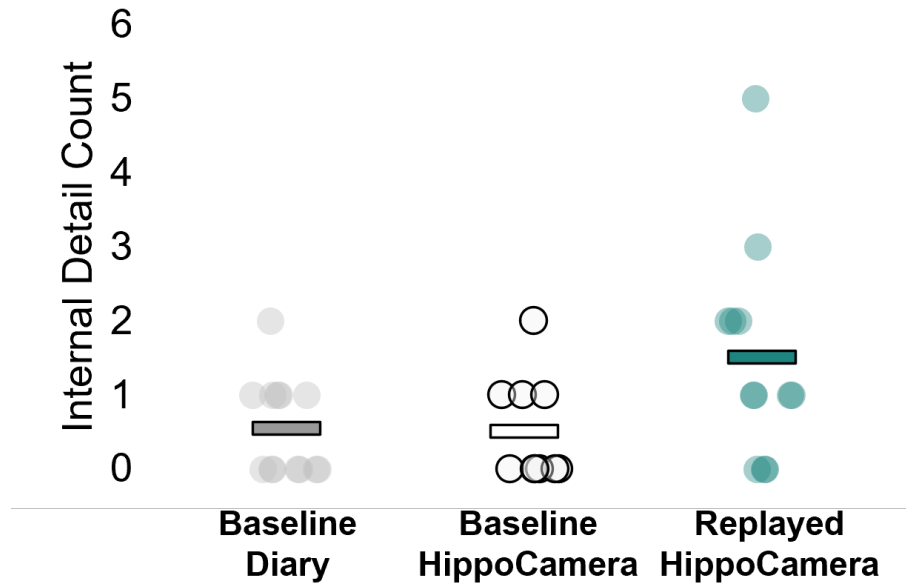 Internal Detail Count
6
5
4
3
2
1
0
Baseline
Diary
Baseline
HippoCamera
Replayed
HippoCamera